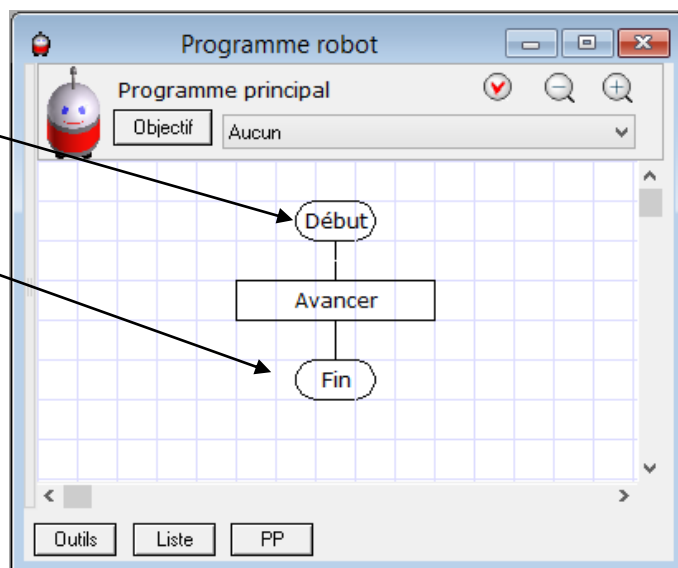 Programme robot
Programme principal
Objectif
Aucun
Début
Avancer
Fin
Outils
Liste
PP